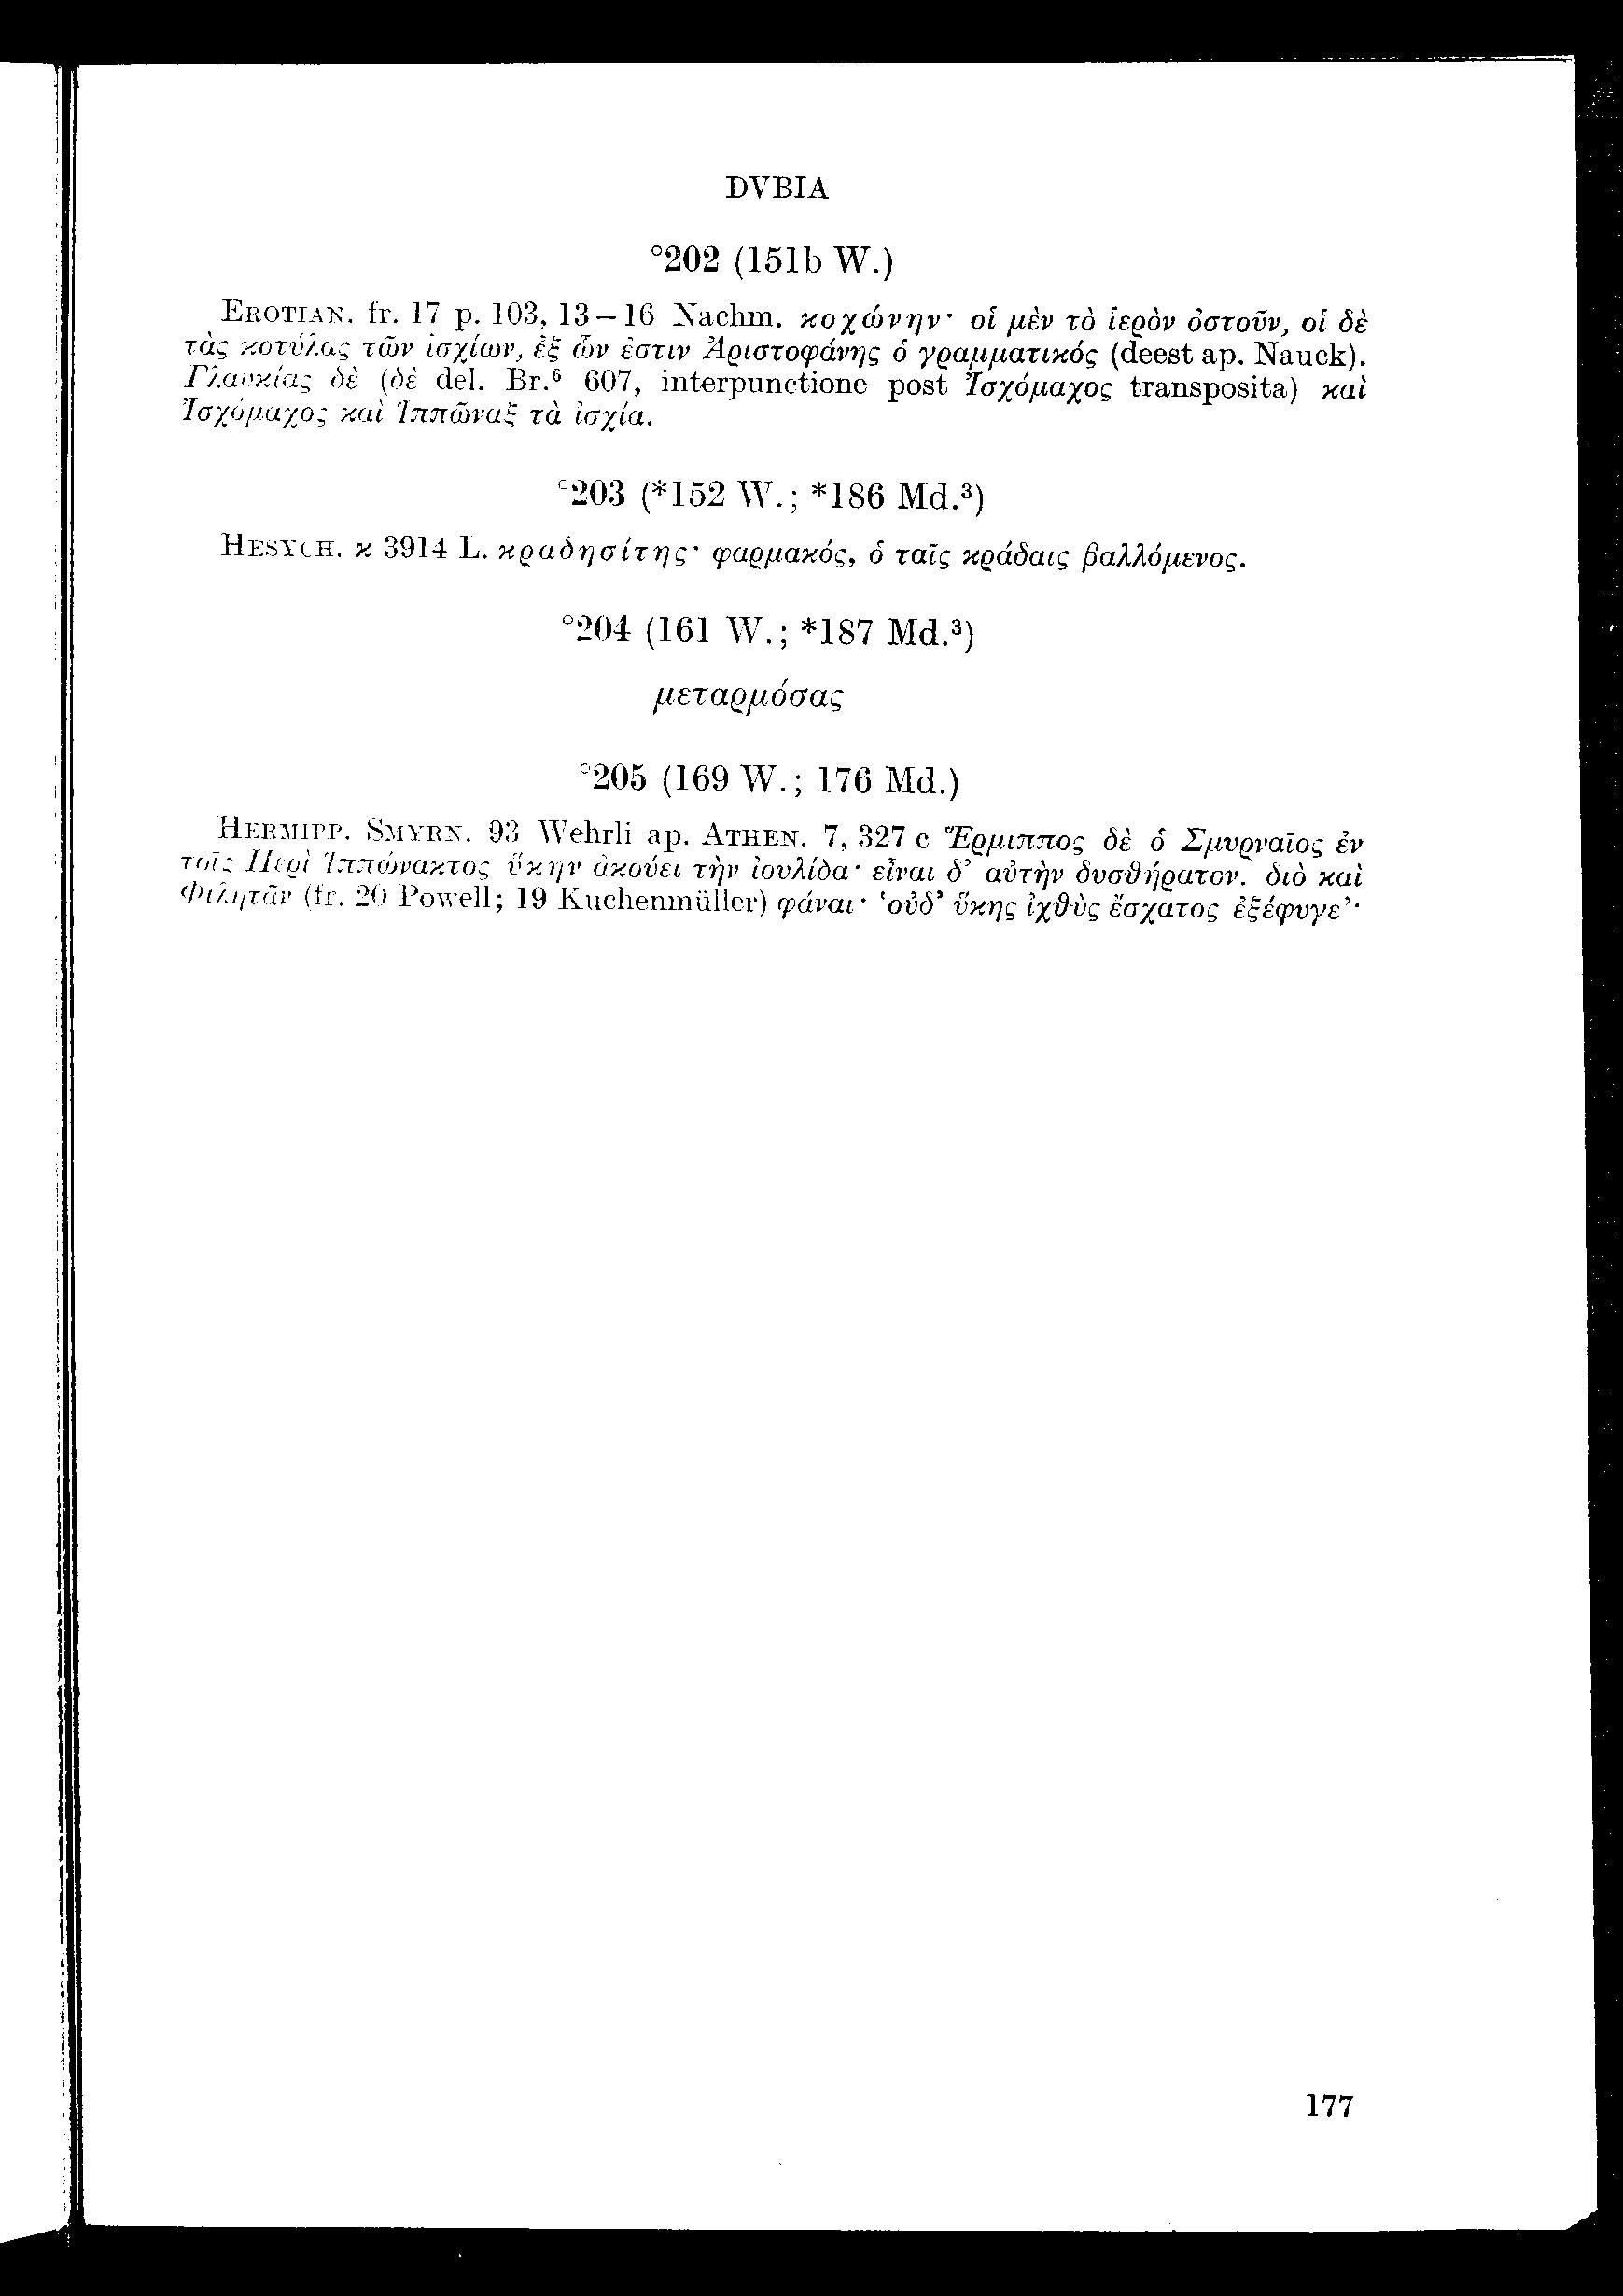 DVBIA
°202 (151b W.)
EROTIAN. fr. 17 p. 103, 13–16 Nachm. κοχώνην· οἱ μὲν τὸ ἱερὸν ὀστοῦν, οἱ δὲ
τὰς κοτύλας τῶν ἰσχίων, ἐξ ὧν ἐστιν Ἀριστοφάνης ὁ γραμματικός (deest ap. Nauck).
Γλαυκίας δὲ (δὲ del. Br.⁶ 607, interpunctione post Ἰσχόμαχος transposita) καὶ
Ἰσχόμαχος καὶ Ἱππῶναξ τὰ ἰσχία.
°203 (*152 W.; *186 Md.³)
HESYCH. κ 3914 L. κραδησίτης· φαρμακός, ὁ ταῖς κράδαις βαλλόμενος.
°204 (161 W.; *187 Md.³)
μεταρμόσας
°205 (169 W.; 176 Md.)
HERMIPP. SMYRN. 93 Wehrli ap. ATHEN. 7, 327 c Ἕρμιππος δὲ ὁ Σμυρναῖος ἐν
τοῖς Περὶ Ἱππώνακτος ὕκην ἀκούει τὴν ἰουλίδα· εἶναι δ’ αὐτὴν δυσθήρατον. διὸ καὶ
Φιλητᾶν (fr. 20 Powell; 19 Kuchenmüller) φάναι· ‘οὐδ’ ὕκης ἰχθὺς ἔσχατος ἐξέφυγε’·
177